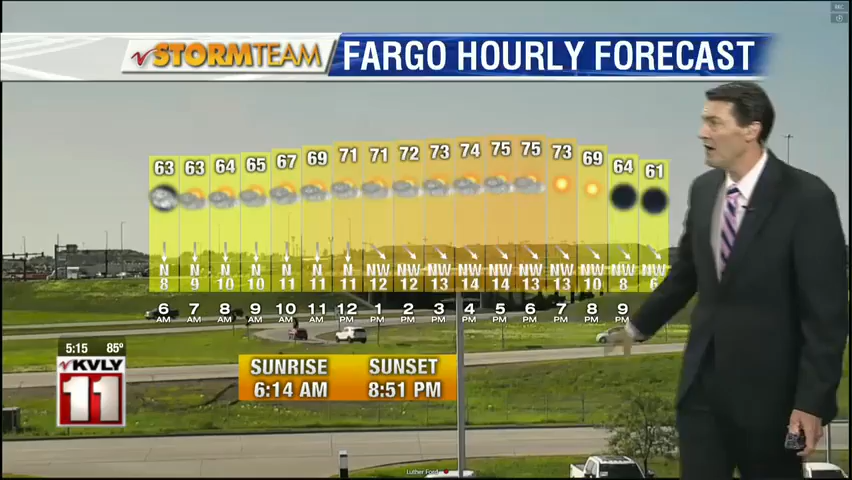 STORMTEAM
FARGO HOURLY FORECAST
63 63 64 65 67 69 71 71 72 73 74 75 75 73 69 64 61
N N N N N N N NW NW NW NW NW NW NW NW NW NW
8 9 10 10 11 11 11 12 12 13 14 14 13 13 10 8 6
6 7 8 9 10 11 12 1 2 3 4 5 6 7 8 9
AM AM AM AM AM AM PM PM PM PM PM PM PM PM PM PM
SUNRISE SUNSET
6:14 AM 8:51 PM
5:15 85°
KVLY
11
Luther Ford